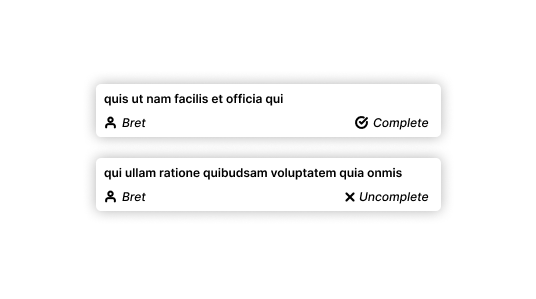 quis ut nam facilis et officia qui
Bret Complete
qui ullam ratione quibudsam voluptatem quia onmis
Bret Uncomplete